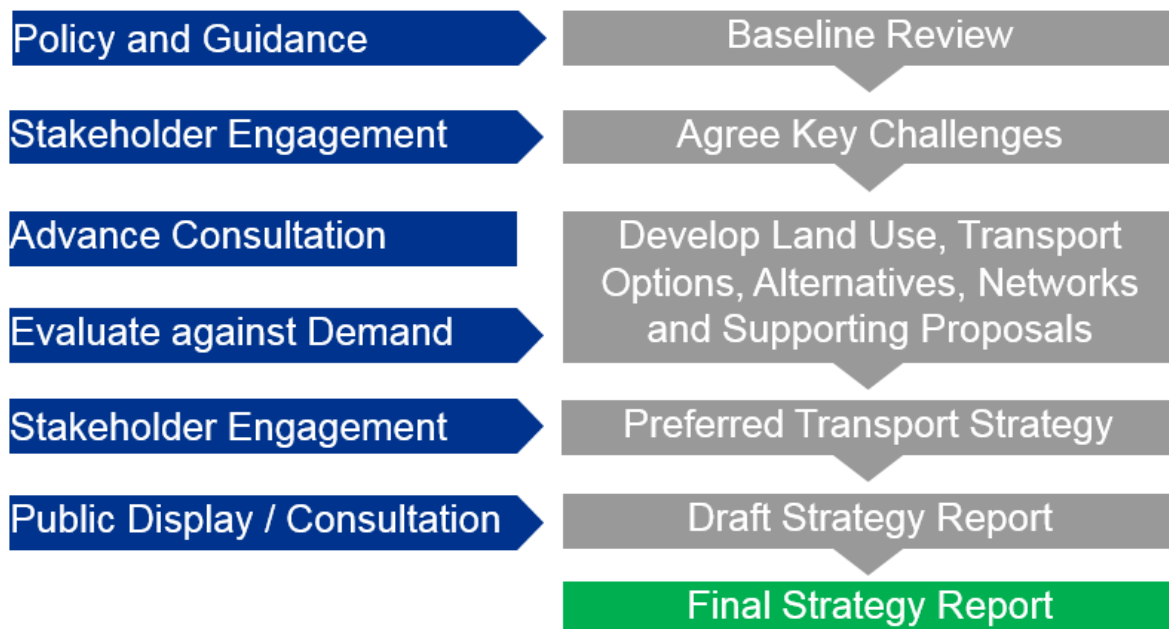 Policy and Guidance
Baseline Review
Stakeholder Engagement
Agree Key Challenges
Advance Consultation
Develop Land Use, Transport
Options, Alternatives, Networks
and Supporting Proposals
Evaluate against Demand
Stakeholder Engagement
Preferred Transport Strategy
Public Display / Consultation
Draft Strategy Report
Final Strategy Report